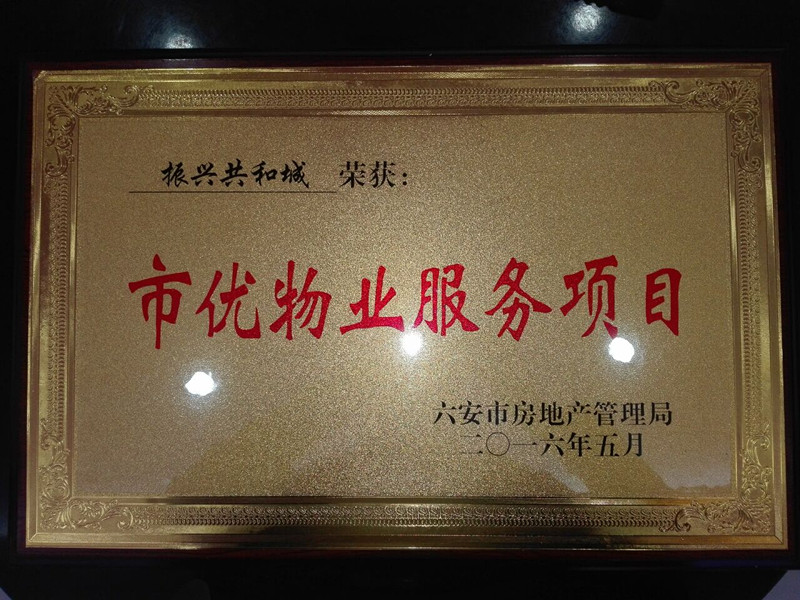 振兴共和城 荣获：
市优物业服务项目
六安市房地产管理局
二〇一六年五月